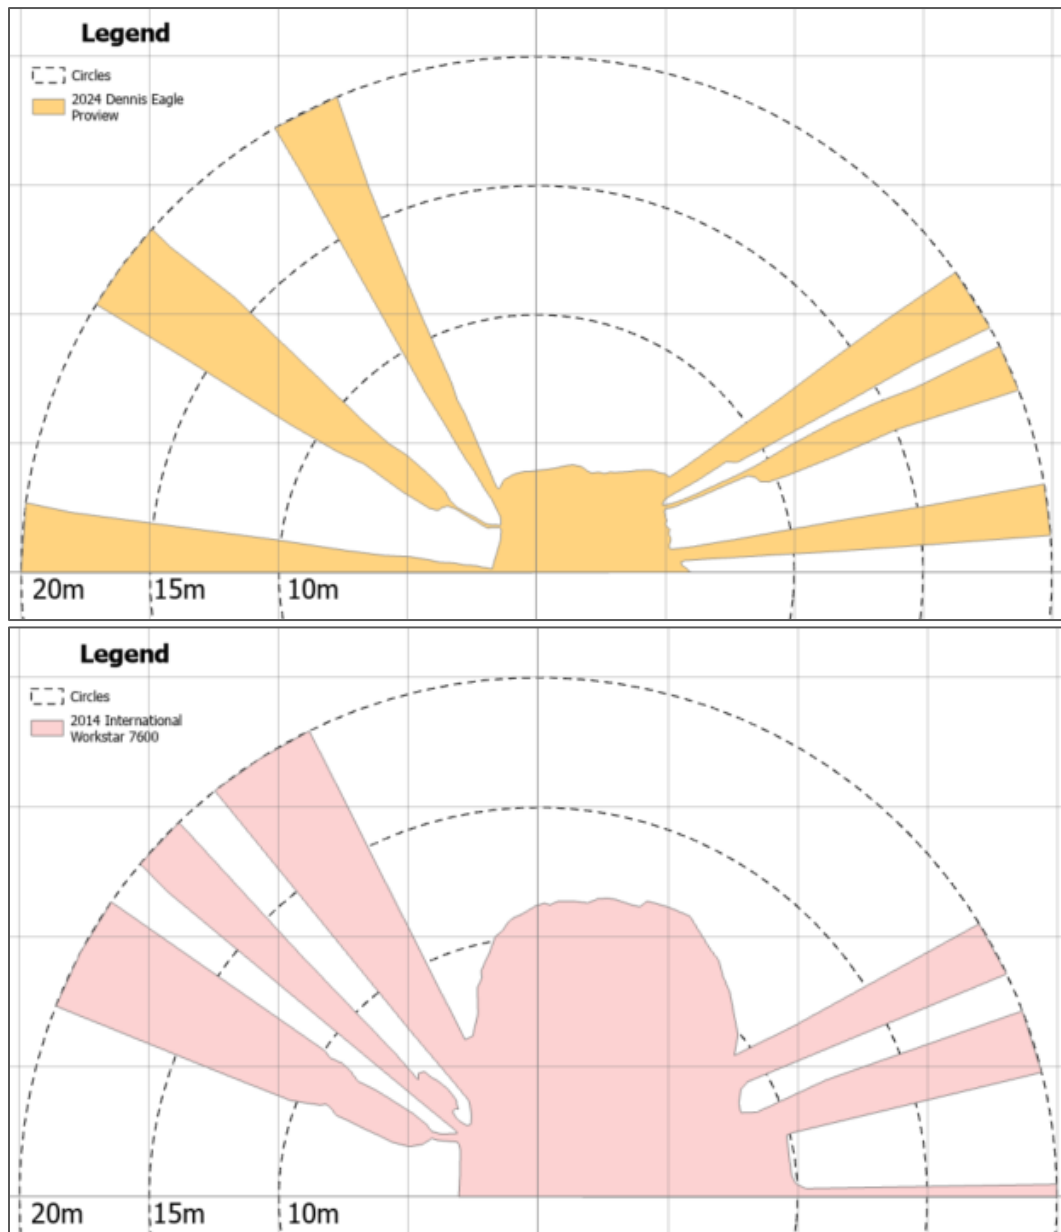 Legend
Circles
2024 Dennis Eagle
Proview
20m 15m 10m
Legend
Circles
2014 International
Workstar 7600
20m 15m 10m